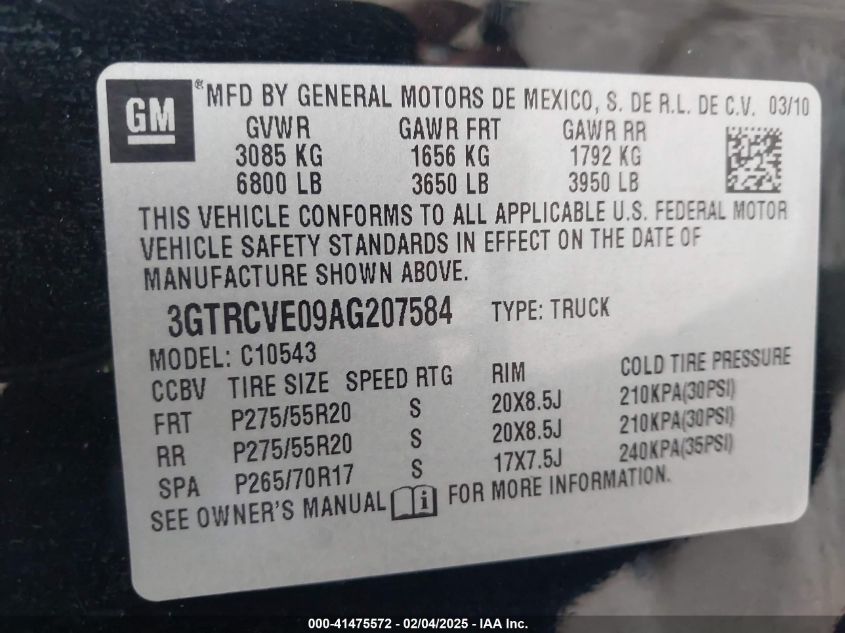 GM ® MFD BY GENERAL MOTORS DE MEXICO, S. DE R.L. DE C.V. 03/10
GVWR GAWR FRT GAWR RR
3085 KG 1656 KG 1792 KG
6800 LB 3650 LB 3950 LB
THIS VEHICLE CONFORMS TO ALL APPLICABLE U.S. FEDERAL MOTOR
VEHICLE SAFETY STANDARDS IN EFFECT ON THE DATE OF
MANUFACTURE SHOWN ABOVE.
3GTRCVE09AG207584 TYPE: TRUCK
MODEL: C10543
CCBV TIRE SIZE SPEED RTG RIM COLD TIRE PRESSURE
FRT P275/55R20 S 20X8.5J 210KPA(30PSI)
RR P275/55R20 S 20X8.5J 210KPA(30PSI)
SPA P265/70R17 S 17X7.5J 240KPA(35PSI)
SEE OWNER'S MANUAL i FOR MORE INFORMATION.
000-41475572 - 02/04/2025 - IAA Inc.